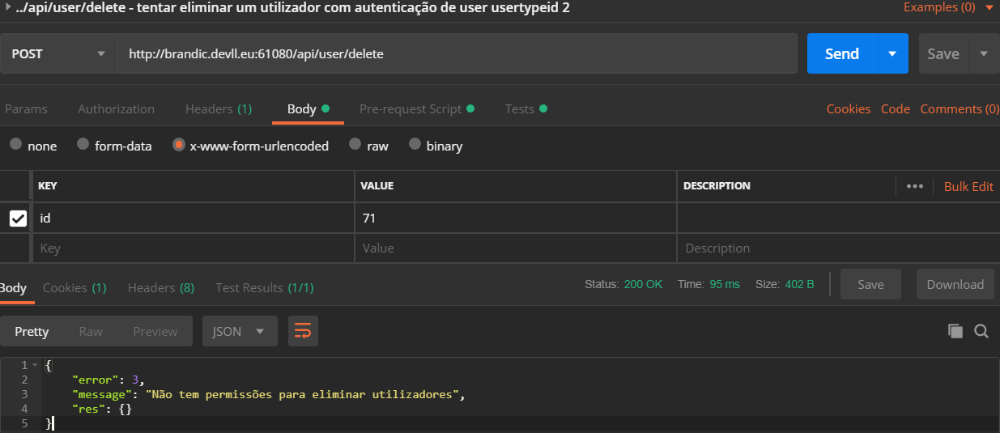 ../api/user/delete - tentar eliminar um utilizador com autenticação de user usertypeid 2 Examples (0)
POST http://brandic.devll.eu:61080/api/user/delete Send Save
Params Authorization Headers (1) Body Pre-request Script Tests Cookies Code Comments (0)
none form-data x-www-form-urlencoded raw binary
KEY VALUE DESCRIPTION ••• Bulk Edit
id 71
Key Value Description
Body Cookies (1) Headers (8) Test Results (1/1) Status: 200 OK Time: 95 ms Size: 402 B Save Download
Pretty Raw Preview JSON
1 {
2 "error": 3,
3 "message": "Não tem permissões para eliminar utilizadores",
4 "res": {}
5 }